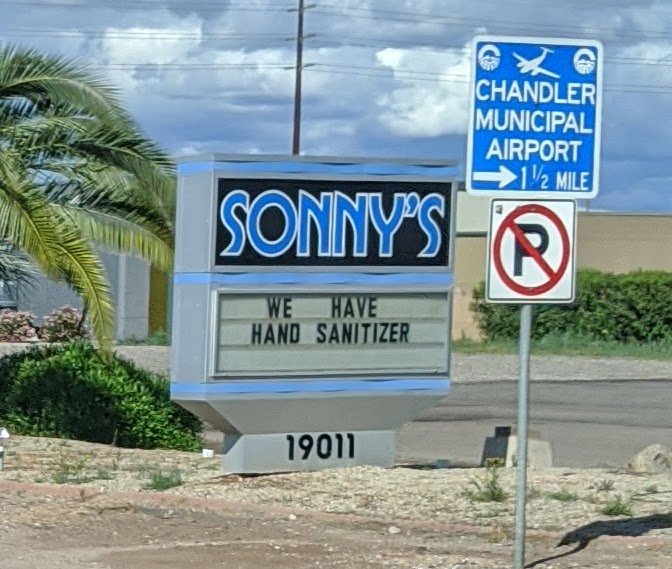 SONNY'S
WE HAVE
HAND SANITIZER
19011
CHANDLER
MUNICIPAL
AIRPORT
→ 1 1/2 MILE
P